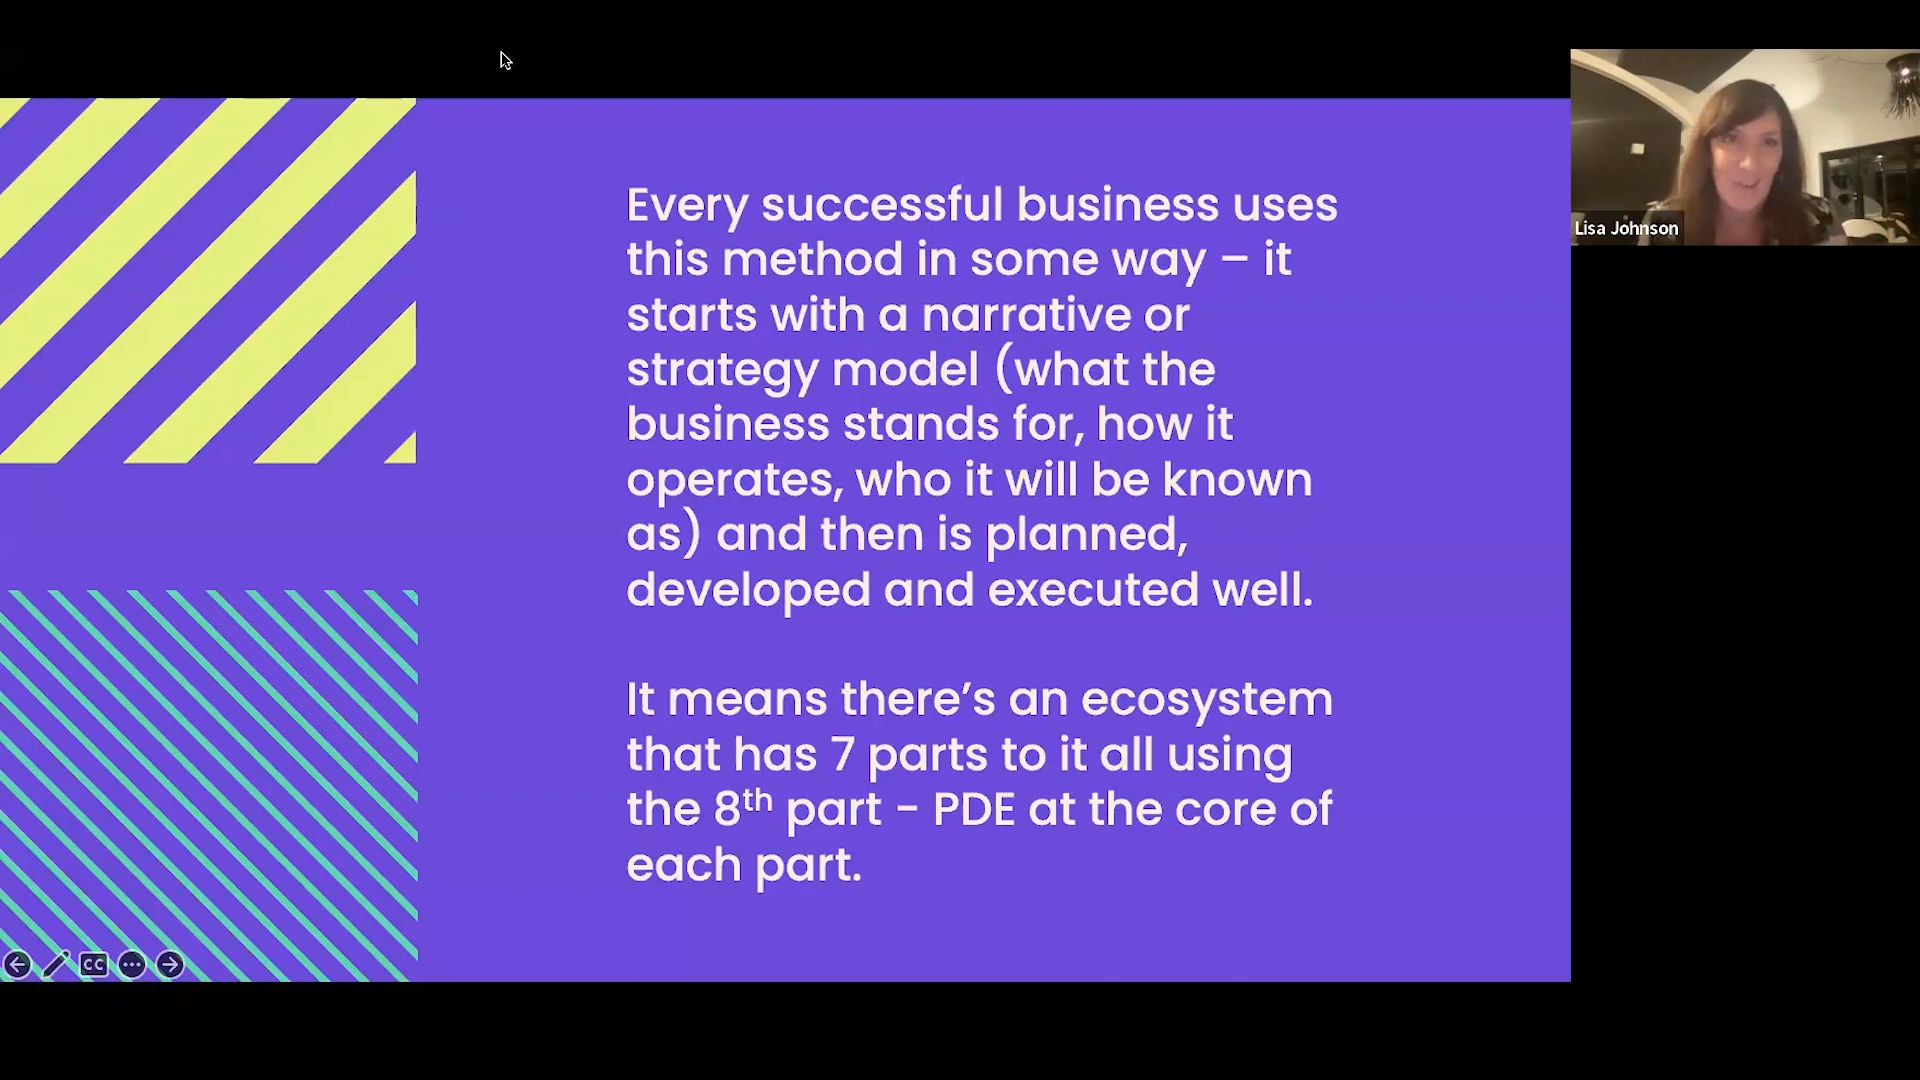 Every successful business uses
this method in some way – it
starts with a narrative or
strategy model (what the
business stands for, how it
operates, who it will be known
as) and then is planned,
developed and executed well.
It means there’s an ecosystem
that has 7 parts to it all using
the 8th part - PDE at the core of
each part.
Lisa Johnson
CC